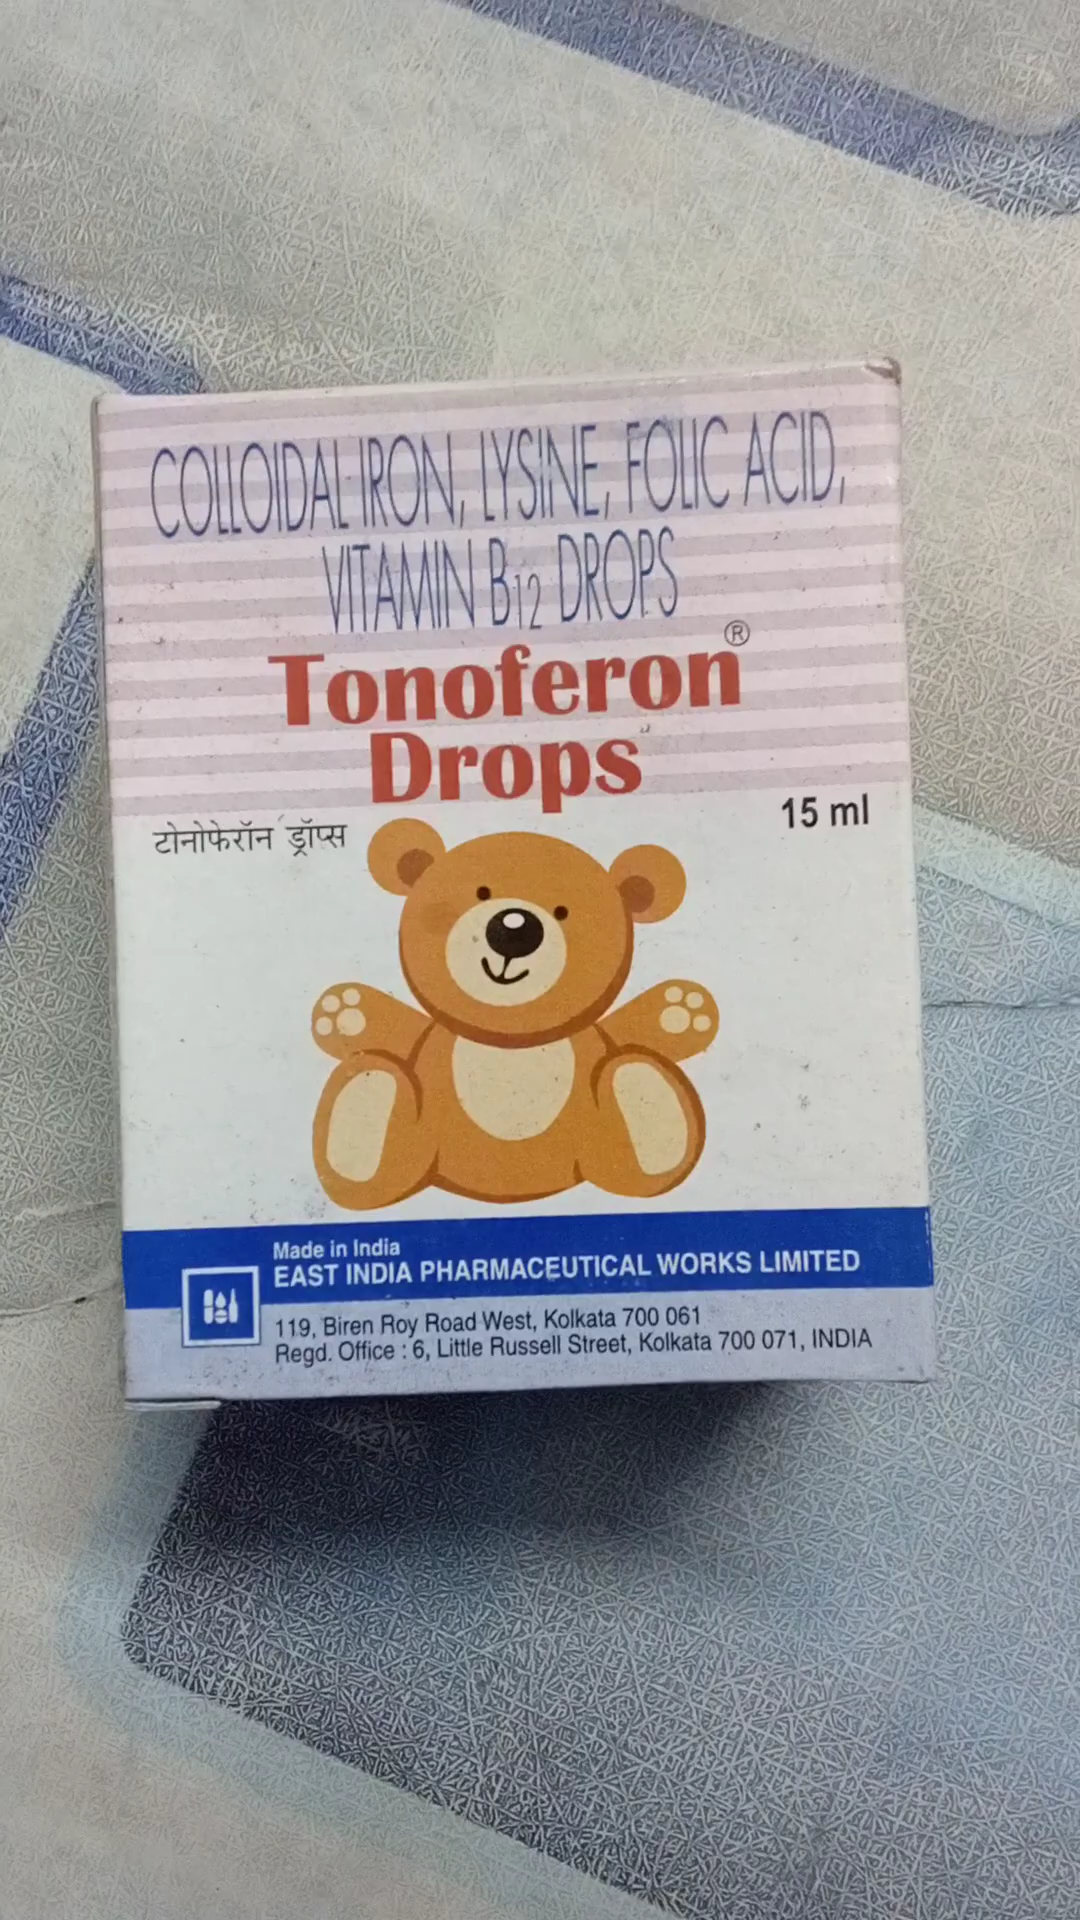 COLLOIDAL IRON, LYSINE, FOLIC ACID,
VITAMIN B12 DROPS
Tonoferon®
Drops
15 ml
टोनोफेरॉन ड्रॉप्स
Made in India
EAST INDIA PHARMACEUTICAL WORKS LIMITED
119, Biren Roy Road West, Kolkata 700 061
Regd. Office : 6, Little Russell Street, Kolkata 700 071, INDIA